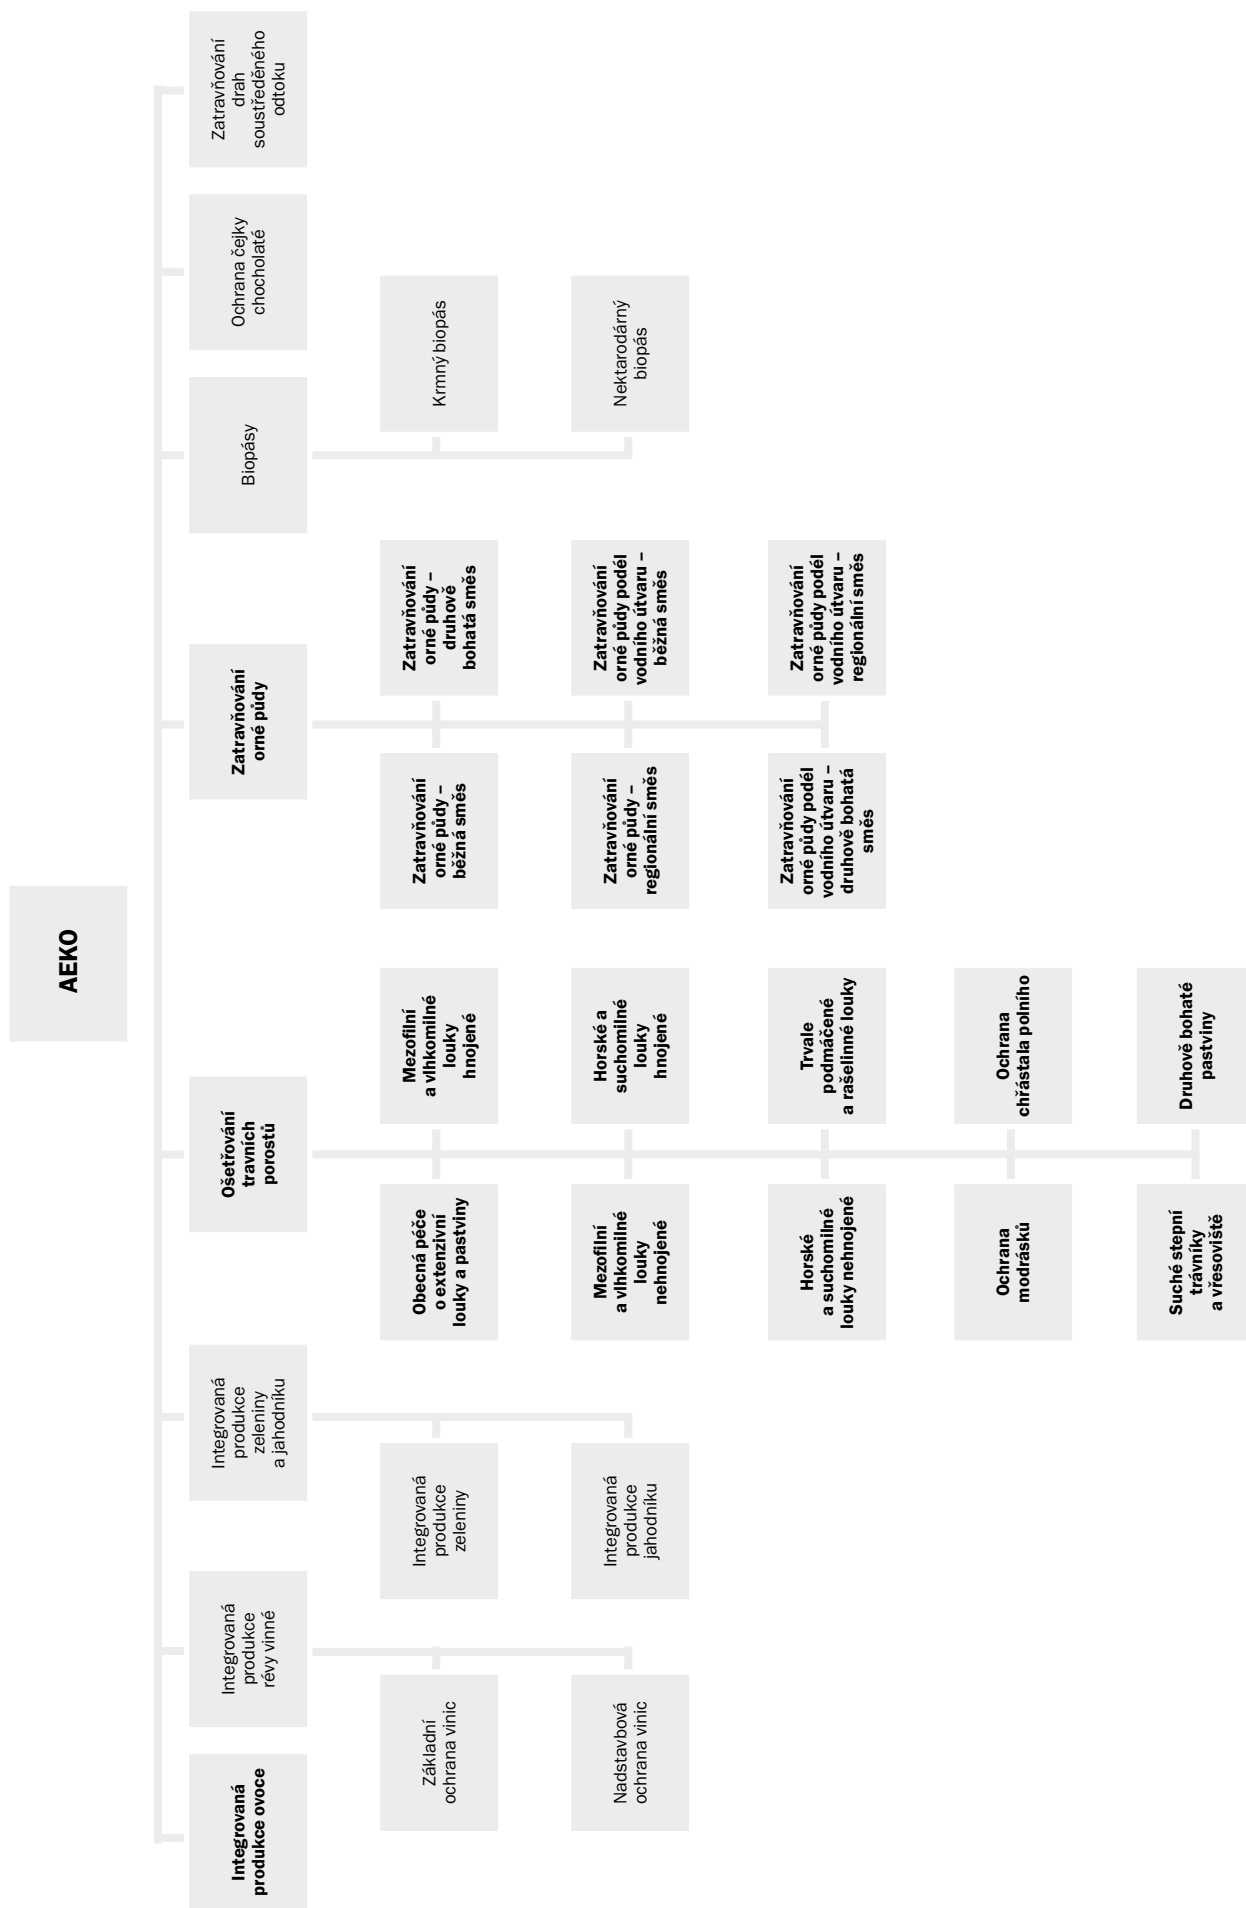 AEKO
Integrovaná
produkce ovoce
Integrovaná
produkce
révy vinné
Integrovaná
produkce
zeleniny
a jahodníku
Ošetřování
travních
porostů
Zatravňování
orné půdy
Biopásy
Ochrana čejky
chocholaté
Zatravňování
drah
soustředěného
odtoku
Základní
ochrana vinic
Integrovaná
produkce
zeleniny
Obecná péče
o extenzivní
louky a pastviny
Mezofilní
a vlhkomilné
louky
hnojené
Zatravňování
orné půdy –
běžná směs
Zatravňování
orné půdy –
druhově
bohatá směs
Krmný biopás
Nadstavbová
ochrana vinic
Integrovaná
produkce
jahodníku
Mezofilní
a vlhkomilné
louky
nehnojené
Horské a
suchomilné
louky
hnojené
Zatravňování
orné půdy –
regionální směs
Zatravňování
orné půdy podél
vodního útvaru –
běžná směs
Nektarodárný
biopás
Horské
a suchomilné
louky nehnojené
Trvale
podmáčené
a rašelinné louky
Zatravňování
orné půdy podél
vodního útvaru –
druhově bohatá
směs
Zatravňování
orné půdy podél
vodního útvaru –
regionální směs
Ochrana
modrásků
Ochrana
chřástala polního
Suché stepní
trávníky
a vřesoviště
Druhově bohaté
pastviny